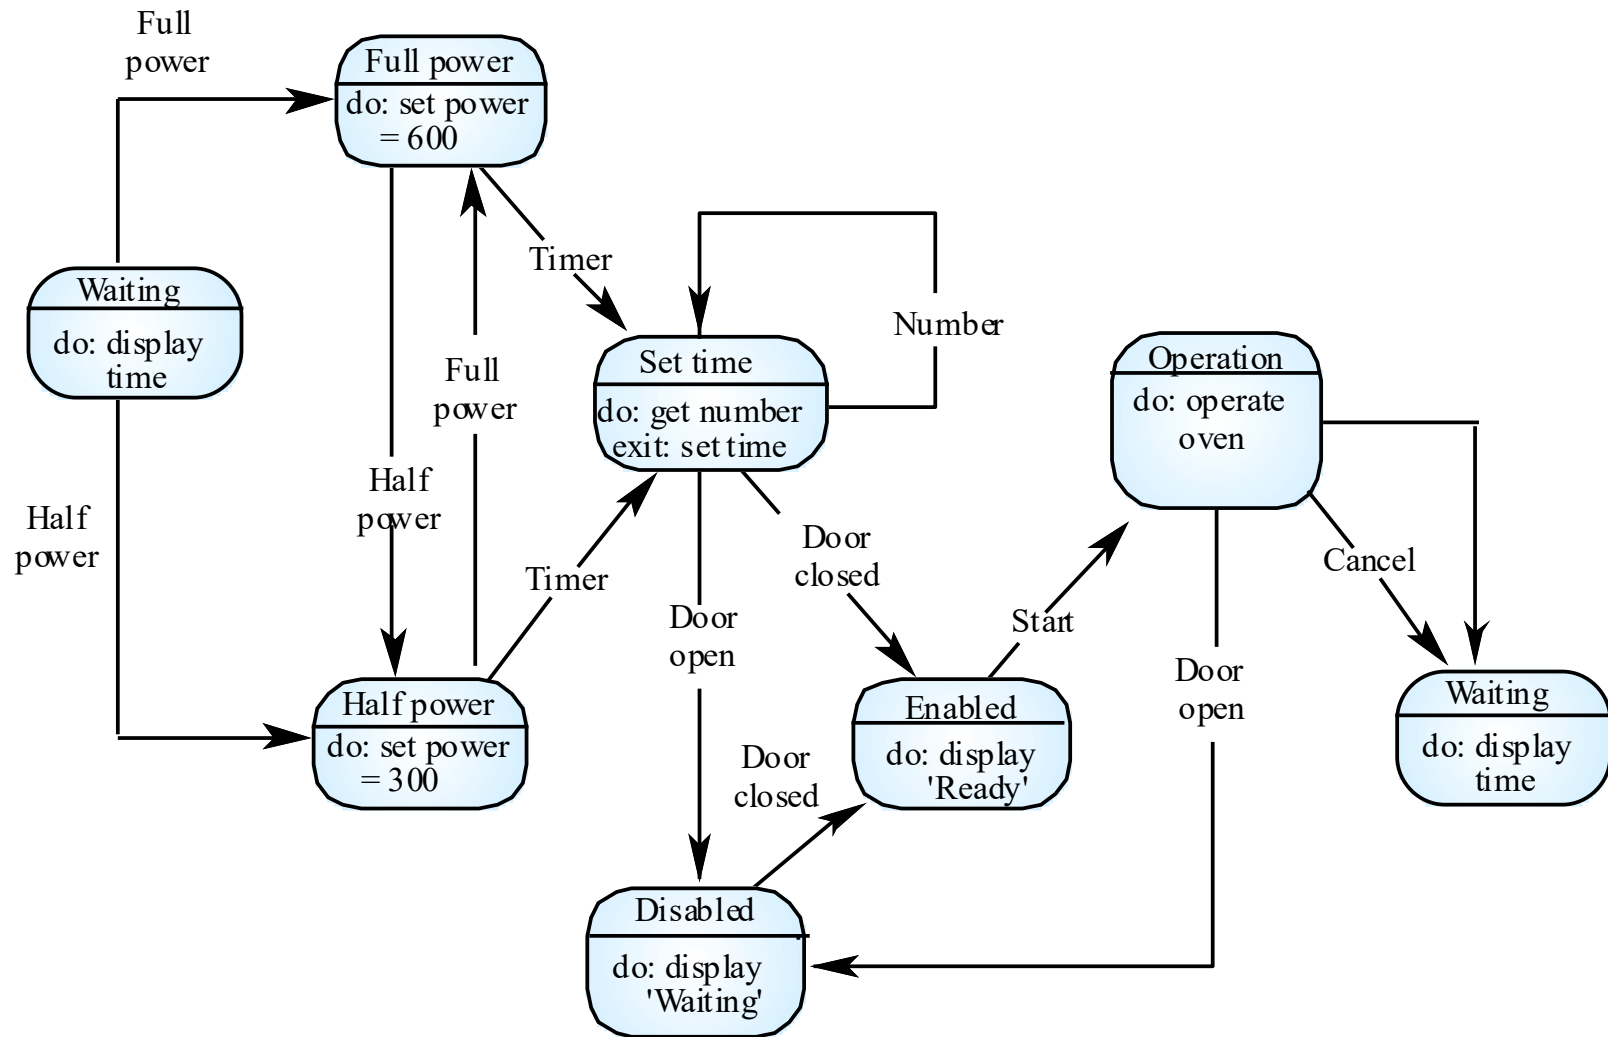 Full
power
Full power
do: set power
= 600
Waiting
do: display
time
Timer
Number
Set time
do: get number
exit: set time
Operation
do: operate
oven
Full
power
Half
power
Half
power
Timer
Door
closed
Cancel
Door
open
Start
Door
open
Half power
do: set power
= 300
Enabled
do: display
'Ready'
Waiting
do: display
time
Door
closed
Disabled
do: display
'Waiting'